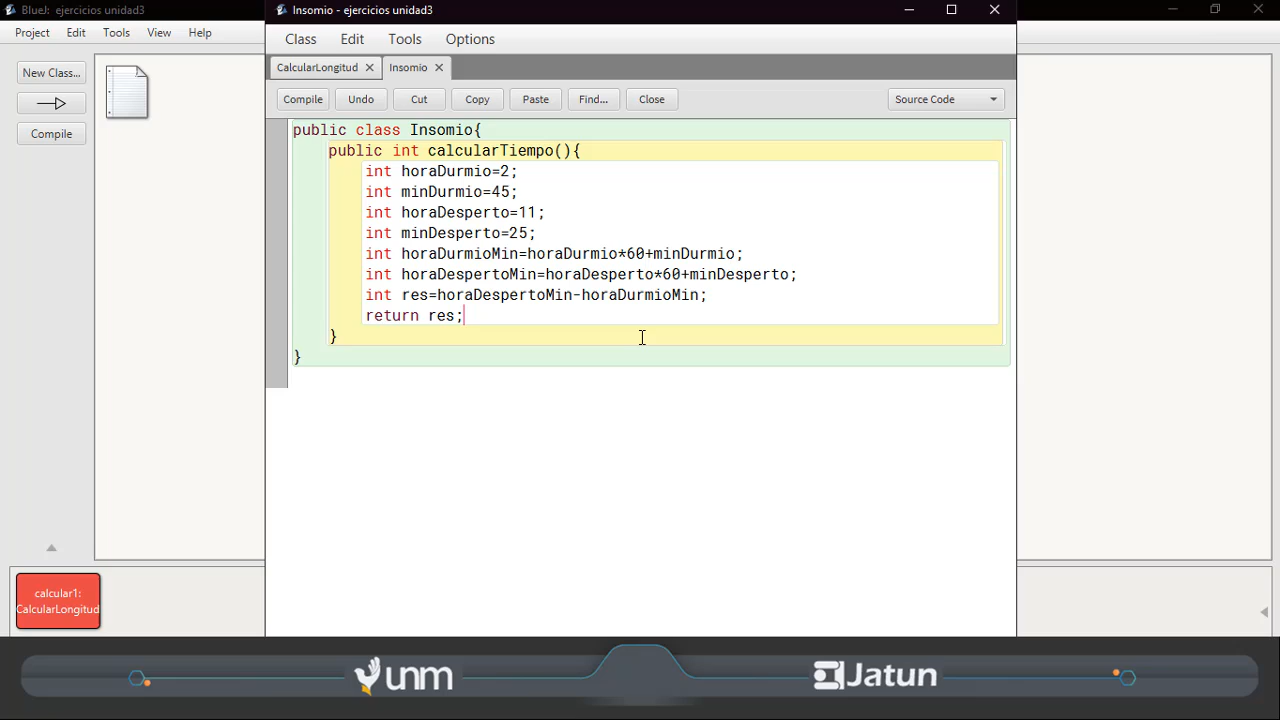 BlueJ: ejercicios unidad3
Project Edit Tools View Help
New Class...
Compile
Insomio - ejercicios unidad3
Class Edit Tools Options
CalcularLongitud Insomio
Compile Undo Cut Copy Paste Find... Close Source Code
public class Insomio{
public int calcularTiempo(){
int horaDurmio=2;
int minDurmio=45;
int horaDesperto=11;
int minDesperto=25;
int horaDurmioMin=horaDurmio*60+minDurmio;
int horaDespertoMin=horaDesperto*60+minDesperto;
int res=horaDespertoMin-horaDurmioMin;
return res;
}
}
calcular1:
CalcularLongitud
unm Jatun